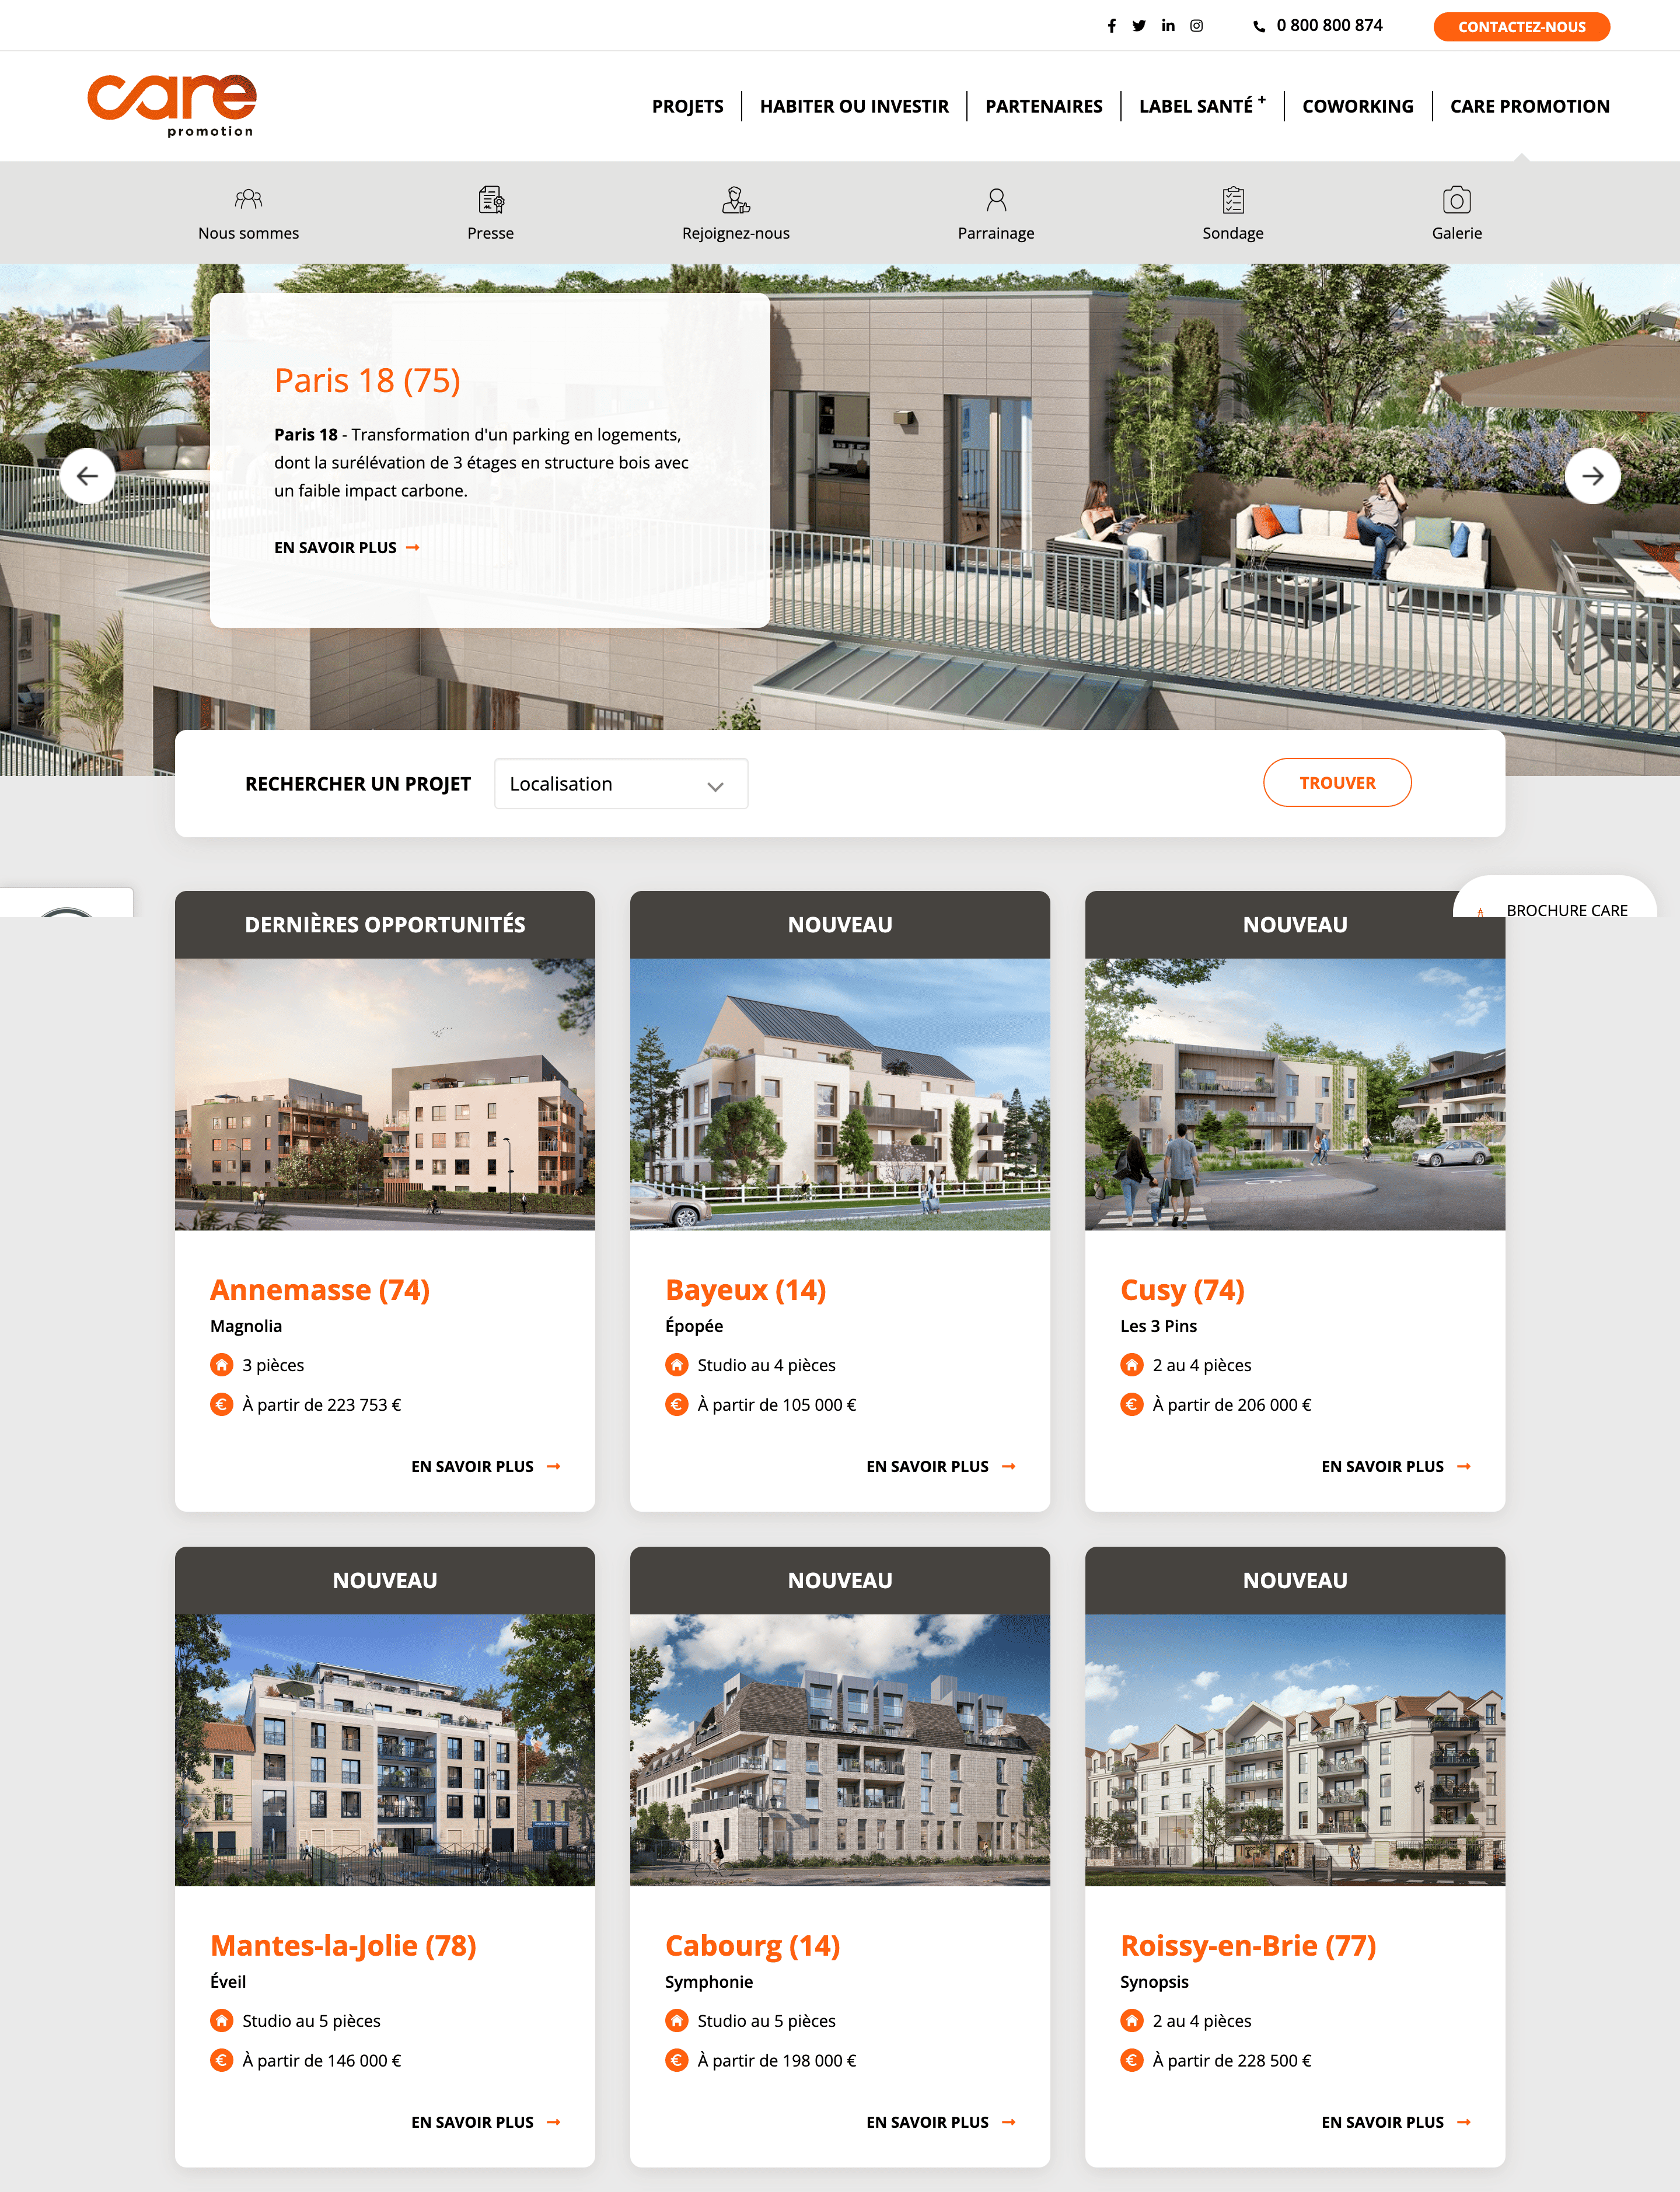 0 800 800 874
CONTACTEZ-NOUS
care
promotion
PROJETS
HABITER OU INVESTIR
PARTENAIRES
LABEL SANTÉ +
COWORKING
CARE PROMOTION
Nous sommes
Presse
Rejoignez-nous
Parrainage
Sondage
Galerie
Paris 18 (75)
Paris 18 - Transformation d'un parking en logements,
dont la surélévation de 3 étages en structure bois avec
un faible impact carbone.
EN SAVOIR PLUS
RECHERCHER UN PROJET
Localisation
TROUVER
BROCHURE CARE
DERNIÈRES OPPORTUNITÉS
Annemasse (74)
Magnolia
3 pièces
À partir de 223 753 €
EN SAVOIR PLUS
NOUVEAU
Bayeux (14)
Épopée
Studio au 4 pièces
À partir de 105 000 €
EN SAVOIR PLUS
NOUVEAU
Cusy (74)
Les 3 Pins
2 au 4 pièces
À partir de 206 000 €
EN SAVOIR PLUS
NOUVEAU
Mantes-la-Jolie (78)
Éveil
Studio au 5 pièces
À partir de 146 000 €
EN SAVOIR PLUS
NOUVEAU
Cabourg (14)
Symphonie
Studio au 5 pièces
À partir de 198 000 €
EN SAVOIR PLUS
NOUVEAU
Roissy-en-Brie (77)
Synopsis
2 au 4 pièces
À partir de 228 500 €
EN SAVOIR PLUS